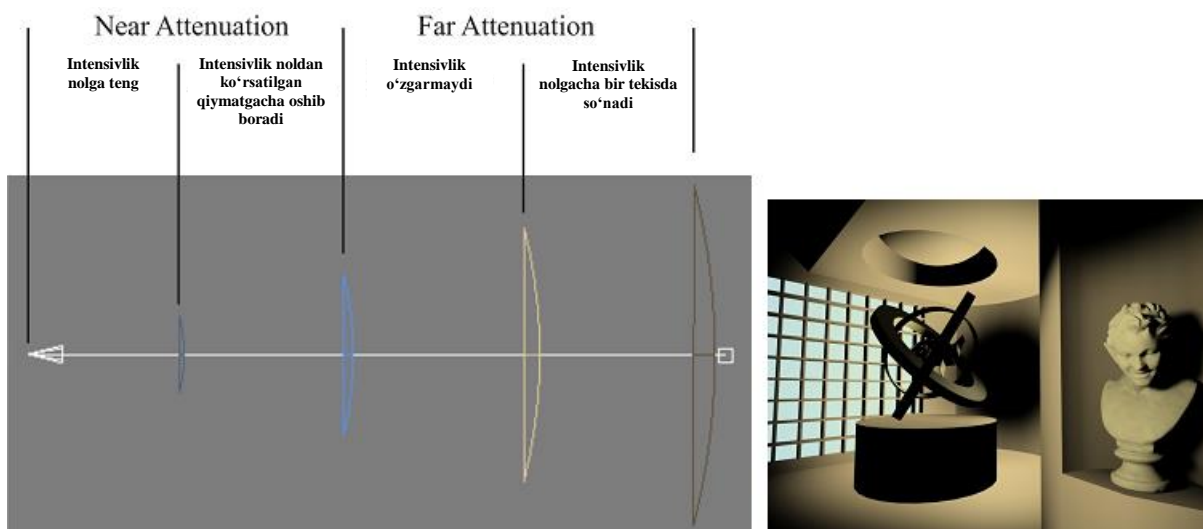 Near Attenuation
Far Attenuation
Intensivlik
nolga teng
Intensivlik noldan
ko‘rsatilgan
qiymatgacha oshib
boradi
Intensivlik
o‘zgarmaydi
Intensivlik
nolgacha bir tekisda
so‘nadi